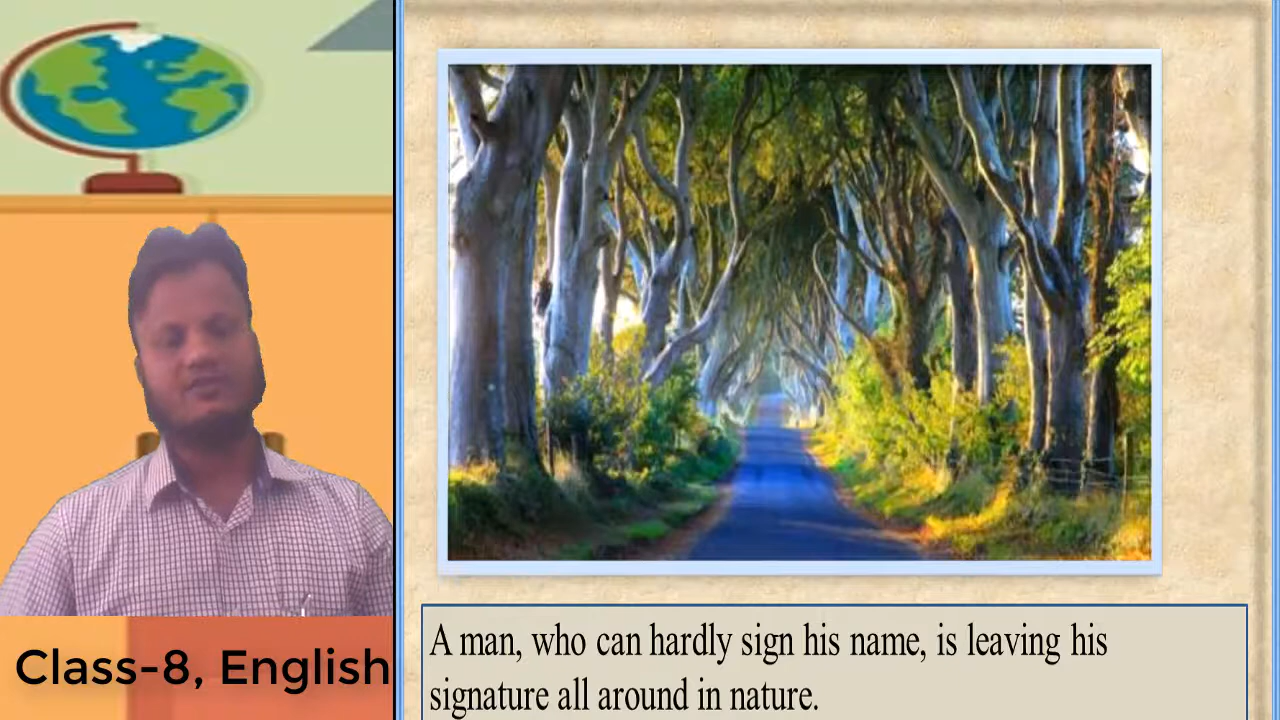 Class-8, English
A man, who can hardly sign his name, is leaving his
signature all around in nature.